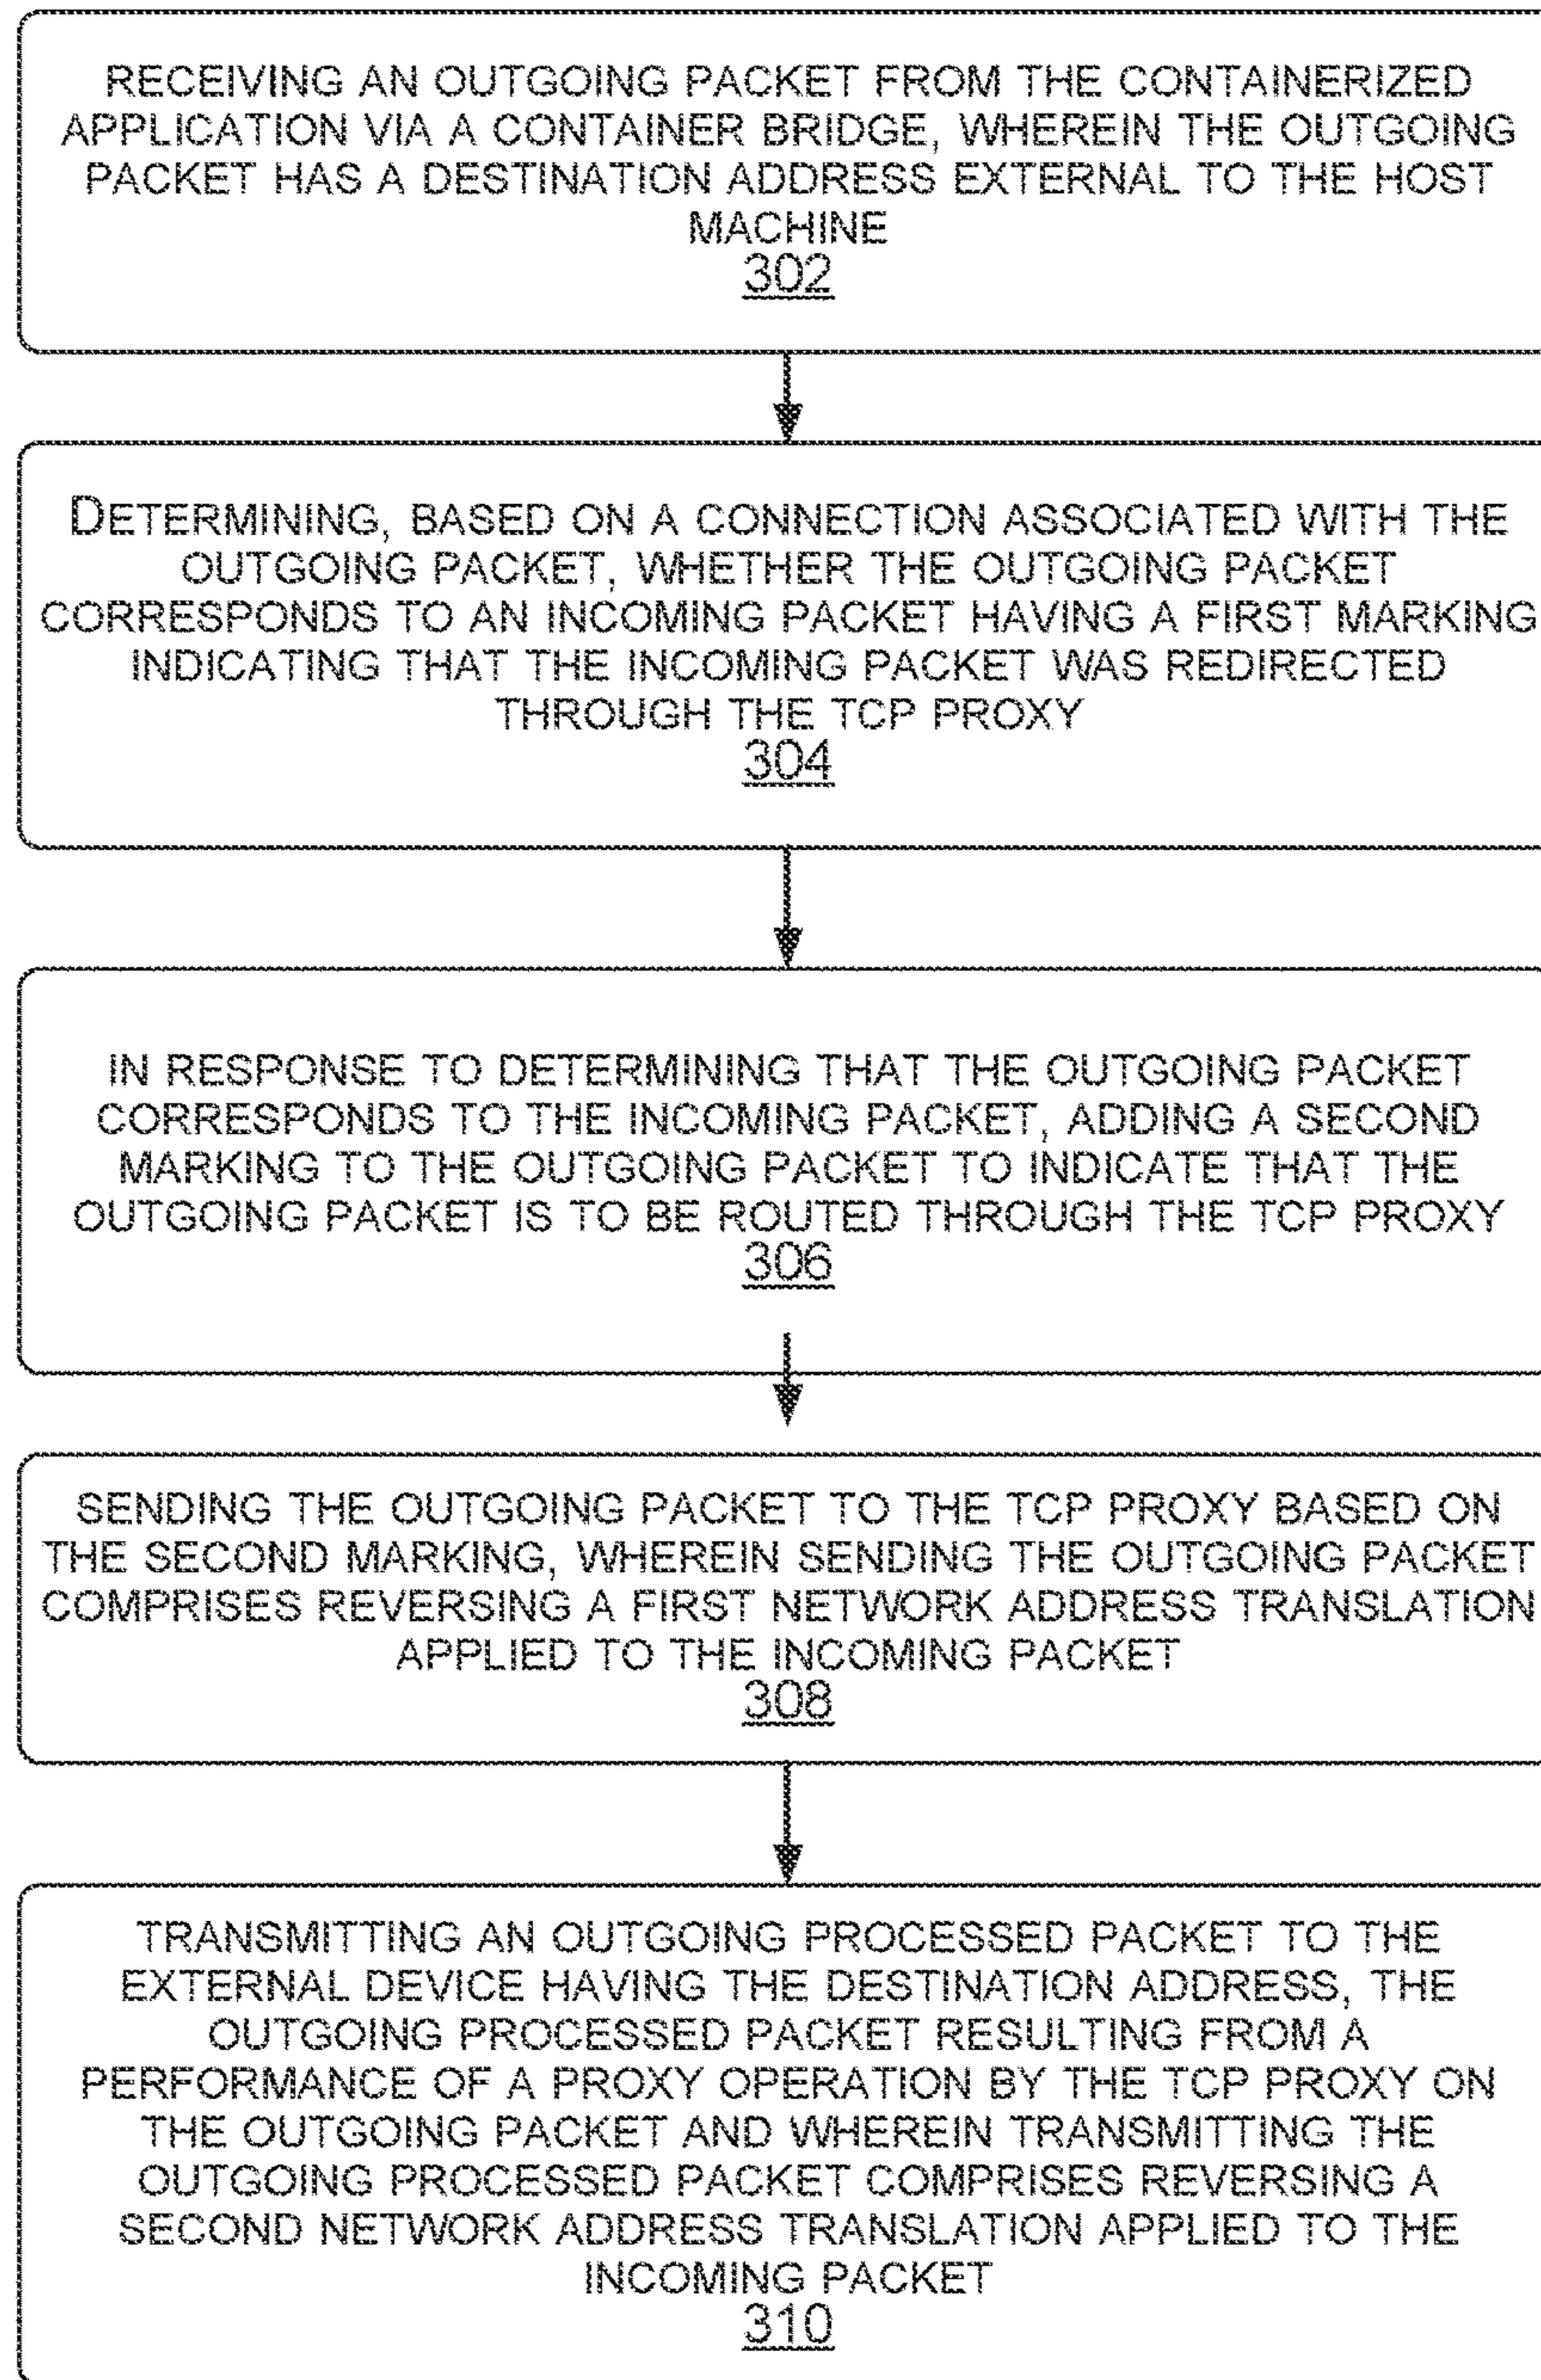 RECEIVING AN OUTGOING PACKET FROM THE CONTAINERIZED
APPLICATION VIA A CONTAINER BRIDGE, WHEREIN THE OUTGOING
PACKET HAS A DESTINATION ADDRESS EXTERNAL TO THE HOST
MACHINE
302
DETERMINING, BASED ON A CONNECTION ASSOCIATED WITH THE
OUTGOING PACKET, WHETHER THE OUTGOING PACKET
CORRESPONDS TO AN INCOMING PACKET HAVING A FIRST MARKING
INDICATING THAT THE INCOMING PACKET WAS REDIRECTED
THROUGH THE TCP PROXY
304
IN RESPONSE TO DETERMINING THAT THE OUTGOING PACKET
CORRESPONDS TO THE INCOMING PACKET, ADDING A SECOND
MARKING TO THE OUTGOING PACKET TO INDICATE THAT THE
OUTGOING PACKET IS TO BE ROUTED THROUGH THE TCP PROXY
306
SENDING THE OUTGOING PACKET TO THE TCP PROXY BASED ON
THE SECOND MARKING, WHEREIN SENDING THE OUTGOING PACKET
COMPRISES REVERSING A FIRST NETWORK ADDRESS TRANSLATION
APPLIED TO THE INCOMING PACKET
308
TRANSMITTING AN OUTGOING PROCESSED PACKET TO THE
EXTERNAL DEVICE HAVING THE DESTINATION ADDRESS, THE
OUTGOING PROCESSED PACKET RESULTING FROM A
PERFORMANCE OF A PROXY OPERATION BY THE TCP PROXY ON
THE OUTGOING PACKET AND WHEREIN TRANSMITTING THE
OUTGOING PROCESSED PACKET COMPRISES REVERSING A
SECOND NETWORK ADDRESS TRANSLATION APPLIED TO THE
INCOMING PACKET
310